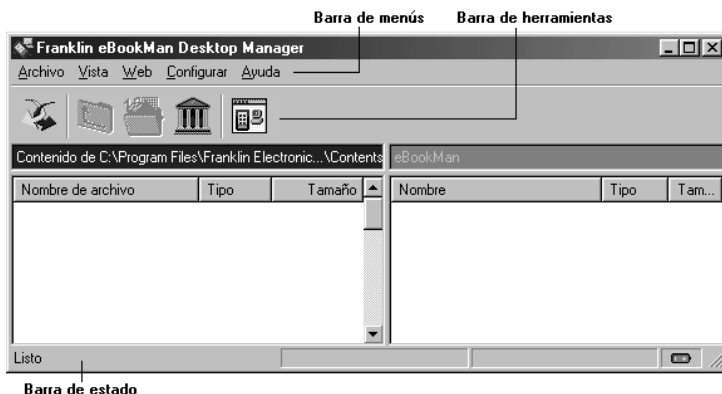 Barra de menús Barra de herramientas
Franklin eBookMan Desktop Manager
Archivo Vista Web Configurar Ayuda
Contenido de C:\Program Files\Franklin Electronic...\Contents eBookMan
Nombre de archivo Tipo Tamaño Nombre Tipo Tam...
Listo
Barra de estado